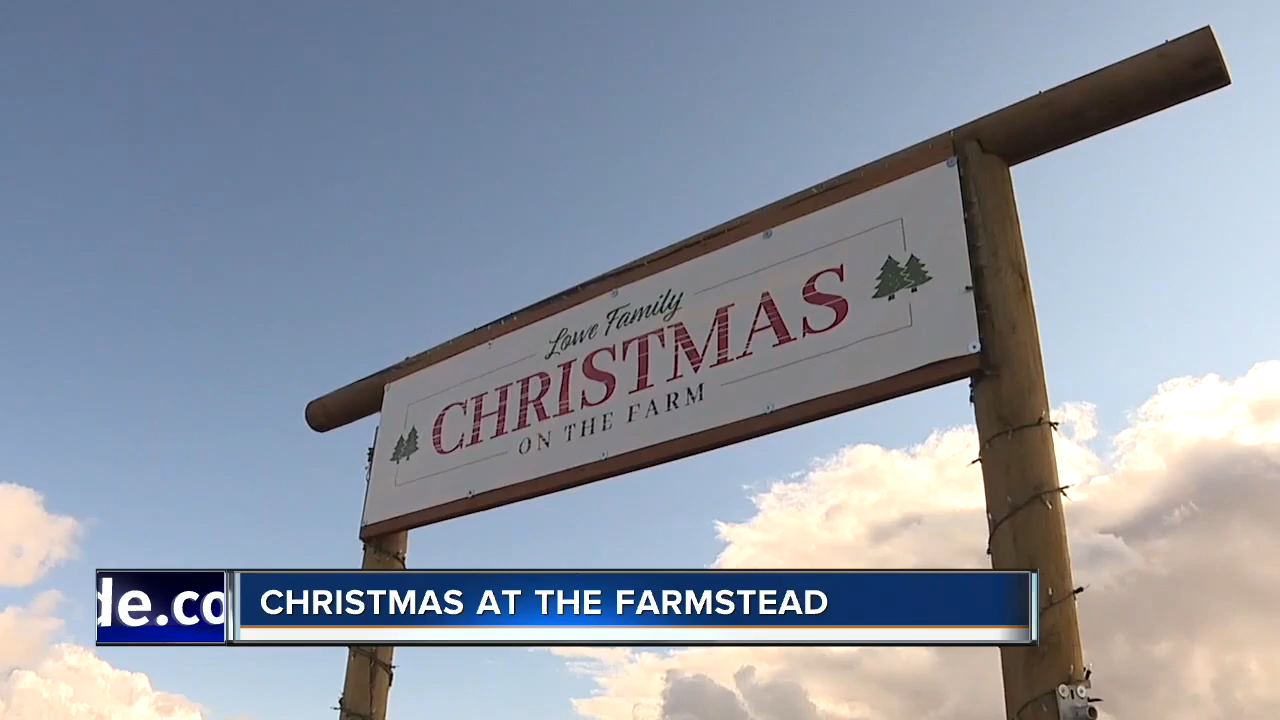 Lowe Family
CHRISTMAS
ON THE FARM
de.co
CHRISTMAS AT THE FARMSTEAD